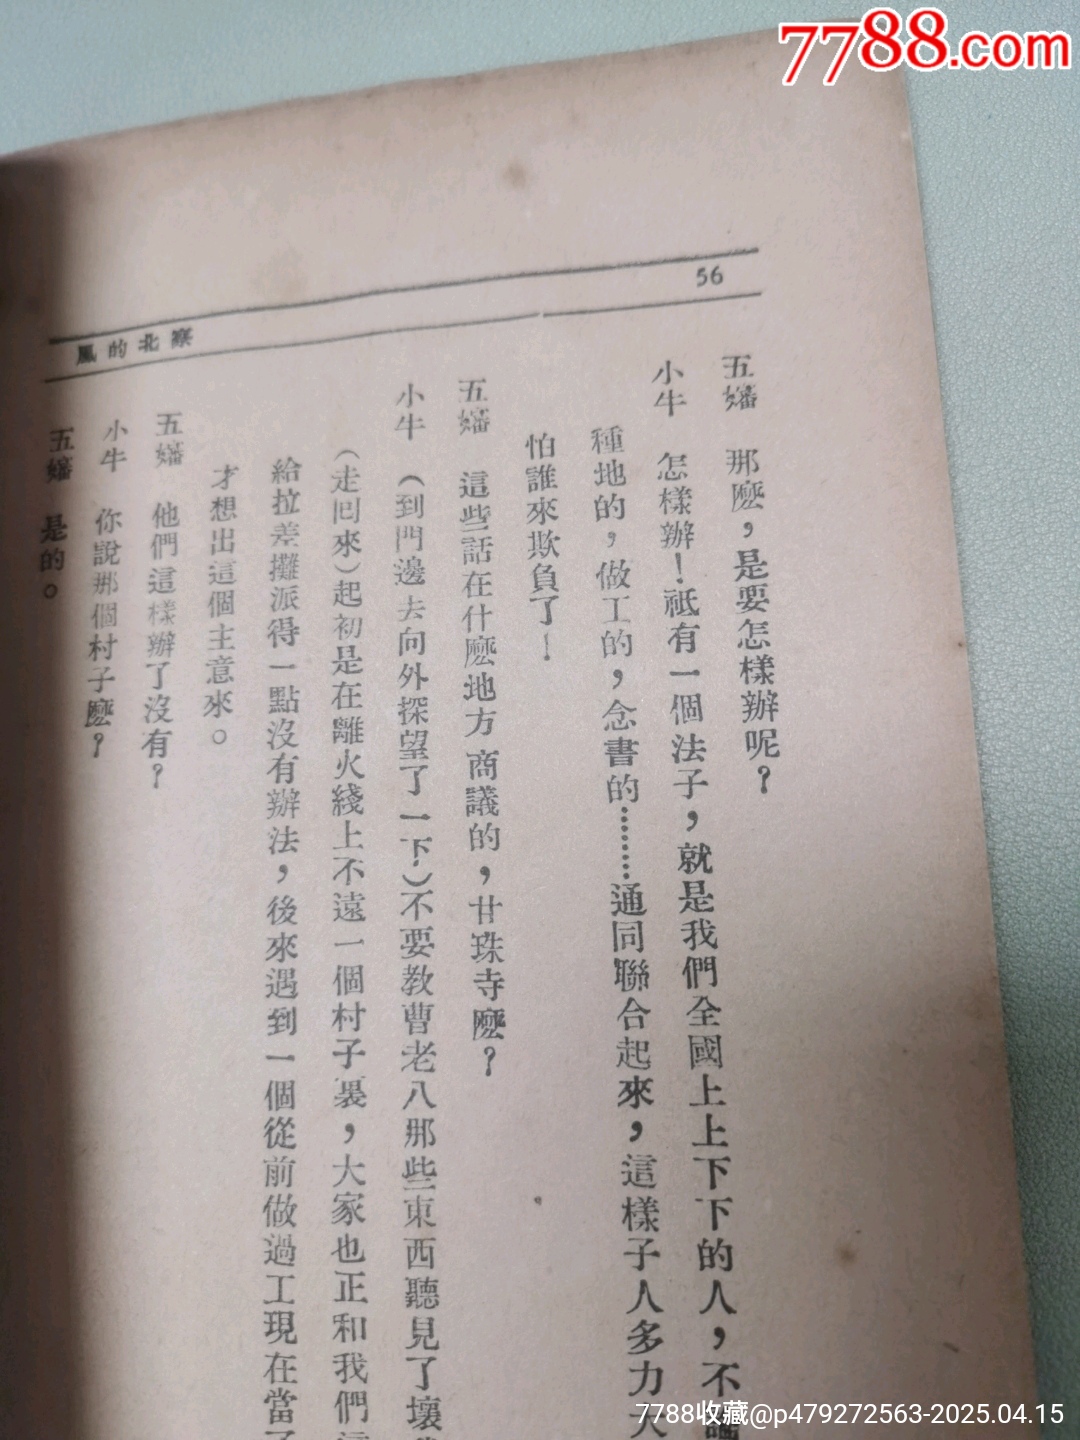 7788.com
56
風的北察
五嬸 那麽，是要怎樣辦呢？
小牛 怎樣辦！祗有一個法子，就是我們全國上上下下的人，不論
種地的，做工的，念書的………通同聯合起來，這樣子人多力大
怕誰來欺負了！
五嬸 這些話在什麽地方商議的，甘珠寺麽？
小牛 （到門邊去向外探望了一下）不要教曹老八那些東西聽見了壞
（走囘來）起初是在離火綫上不遠一個村子裏，大家也正和我們這
給拉差攤派得一點沒有辦法，後來遇到一個從前做過工現在當了
才想出這個主意來。
五嬸 他們這樣辦了沒有？
小牛 你說那個村子麽？
五嬸 是的。
7788收藏@p479272563-2025.04.15